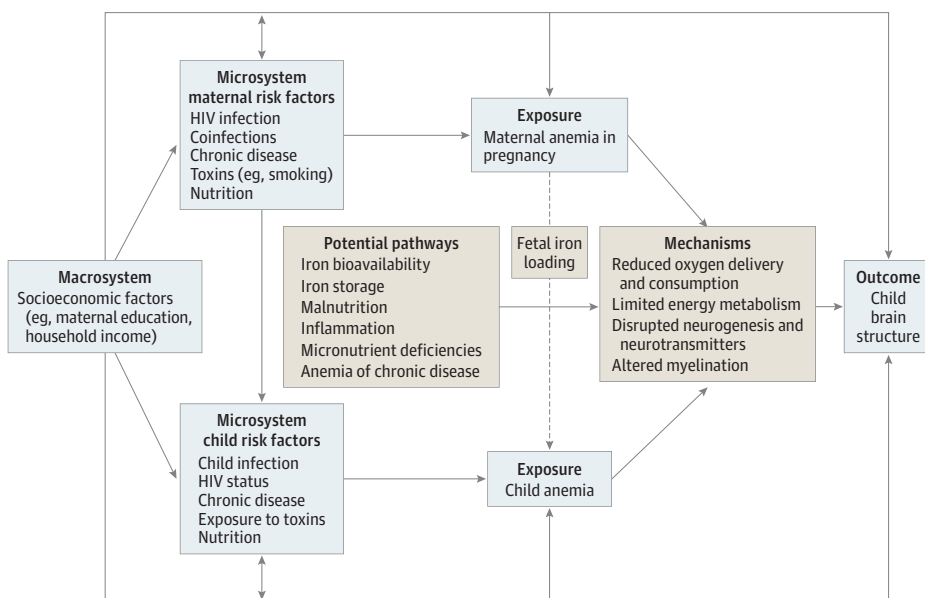 Microsystem
maternal risk factors
HIV infection
Coinfections
Chronic disease
Toxins (eg, smoking)
Nutrition
Exposure
Maternal anemia in
pregnancy
Macrosystem
Socioeconomic factors
(eg, maternal education,
household income)
Potential pathways
Iron bioavailability
Iron storage
Malnutrition
Inflammation
Micronutrient deficiencies
Anemia of chronic disease
Fetal iron
loading
Mechanisms
Reduced oxygen delivery
and consumption
Limited energy metabolism
Disrupted neurogenesis and
neurotransmitters
Altered myelination
Outcome
Child
brain
structure
Microsystem
child risk factors
Child infection
HIV status
Chronic disease
Exposure to toxins
Nutrition
Exposure
Child anemia